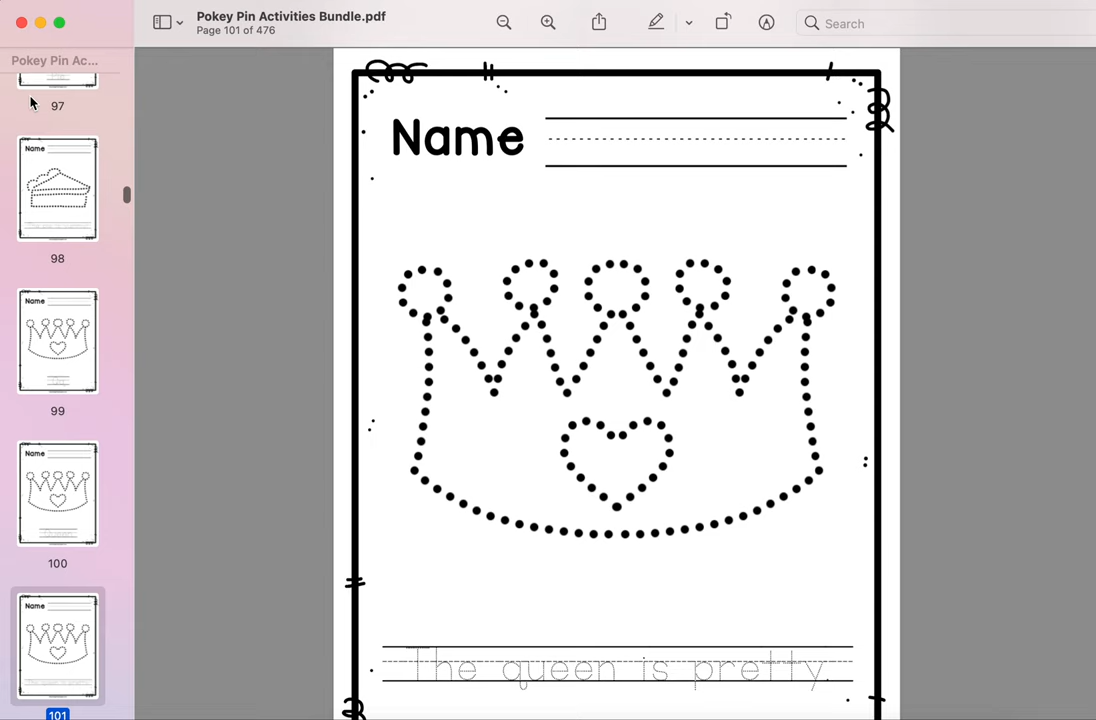 Pokey Pin Activities Bundle.pdf
Page 101 of 476
Search
Pokey Pin Ac...
97
Name
98
Name
99
Name
100
Name
101
Name
The queen is pretty.